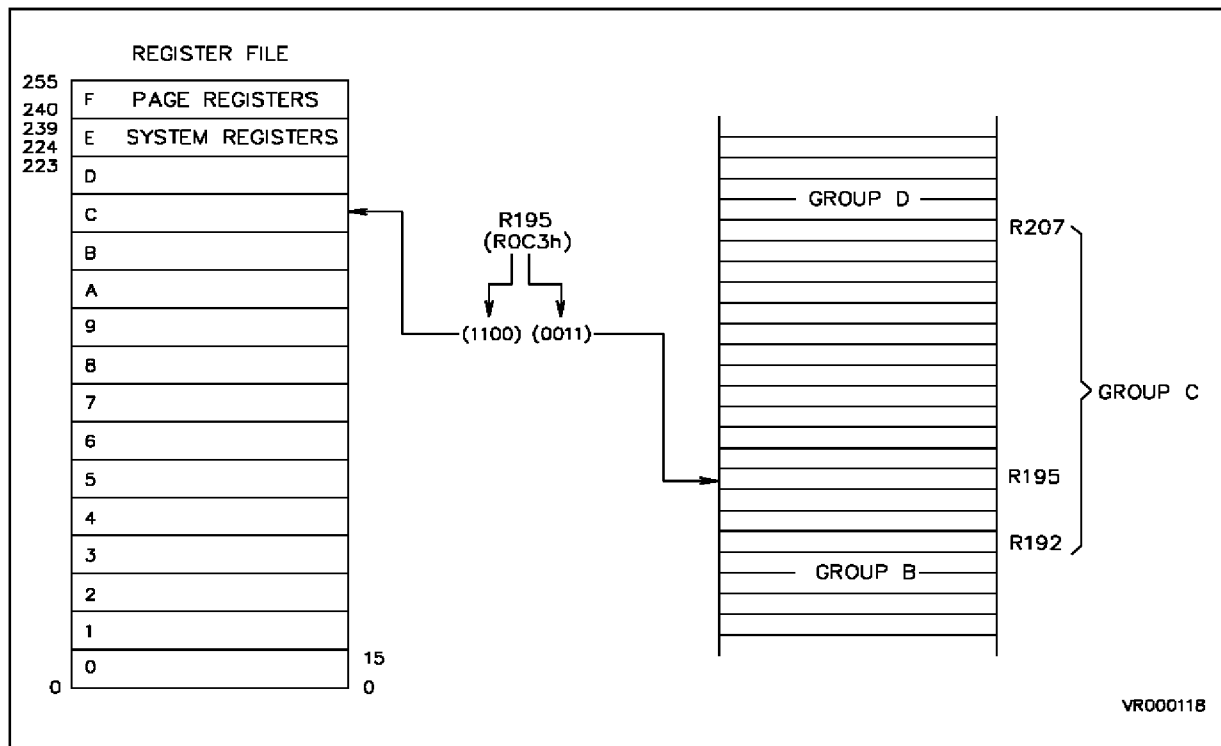 REGISTER FILE
255
240
239
224
223
F PAGE REGISTERS
E SYSTEM REGISTERS
D
C
B
A
9
8
7
6
5
4
3
2
1
0
0
15
0
R195
(R0C3h)
(1100) (0011)
GROUP D
R207
GROUP C
R195
R192
GROUP B
VR000118